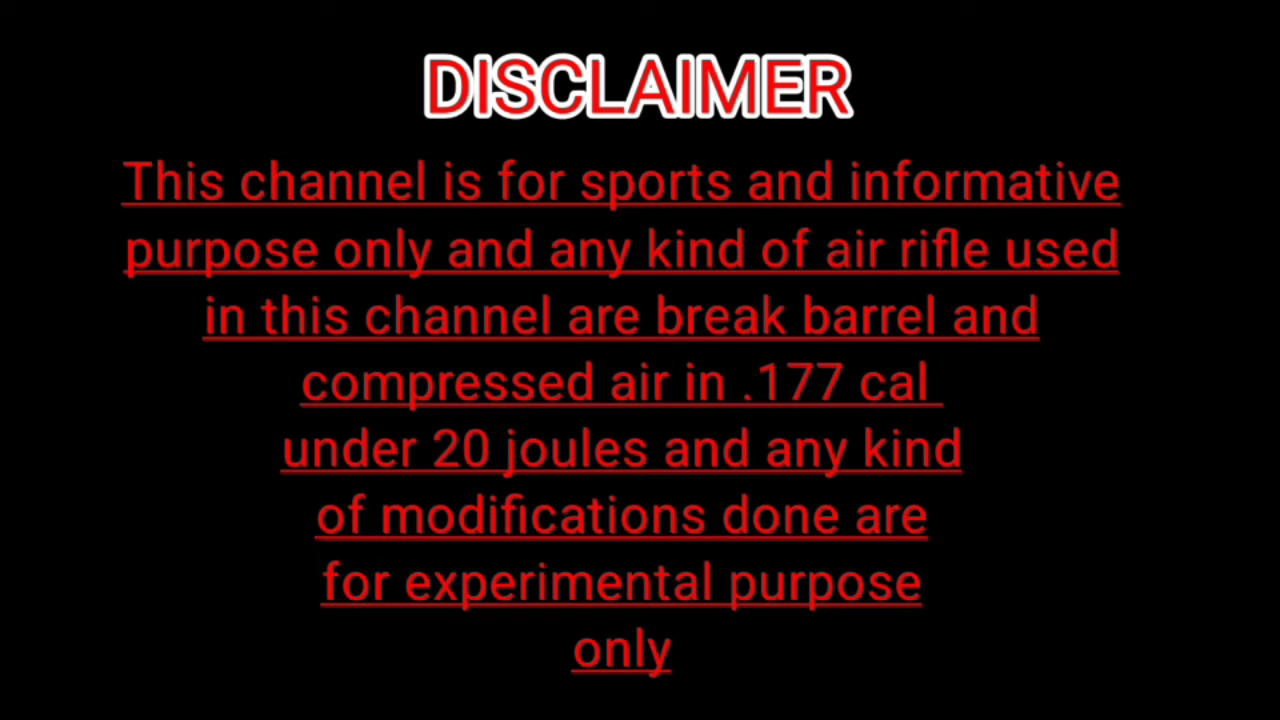 DISCLAIMER
This channel is for sports and informative
purpose only and any kind of air rifle used
in this channel are break barrel and
compressed air in .177 cal
under 20 joules and any kind
of modifications done are
for experimental purpose
only